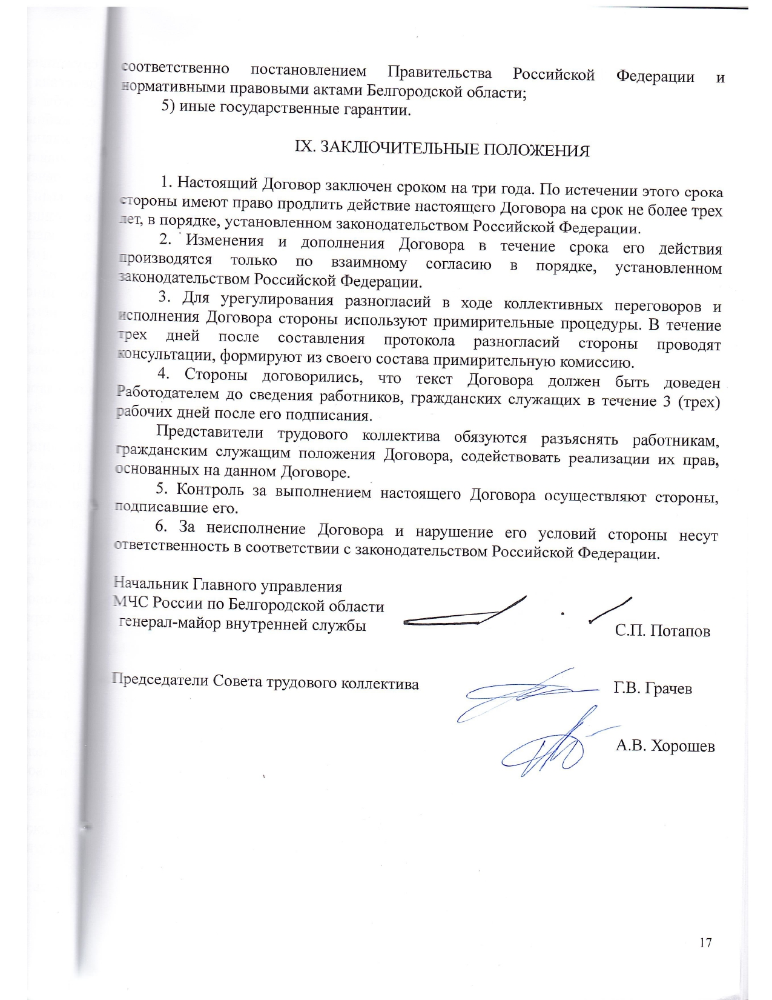 соответственно постановлением Правительства Российской Федерации и
нормативными правовыми актами Белгородской области;
5) иные государственные гарантии.
IX. ЗАКЛЮЧИТЕЛЬНЫЕ ПОЛОЖЕНИЯ
1. Настоящий Договор заключен сроком на три года. По истечении этого срока
стороны имеют право продлить действие настоящего Договора на срок не более трех
лет, в порядке, установленном законодательством Российской Федерации.
2. Изменения и дополнения Договора в течение срока его действия
производятся только по взаимному согласию в порядке, установленном
законодательством Российской Федерации.
3. Для урегулирования разногласий в ходе коллективных переговоров и
исполнения Договора стороны используют примирительные процедуры. В течение
трех дней после составления протокола разногласий стороны проводят
консультации, формируют из своего состава примирительную комиссию.
4. Стороны договорились, что текст Договора должен быть доведен
Работодателем до сведения работников, гражданских служащих в течение 3 (трех)
рабочих дней после его подписания.
Представители трудового коллектива обязуются разъяснять работникам,
гражданским служащим положения Договора, содействовать реализации их прав,
основанных на данном Договоре.
5. Контроль за выполнением настоящего Договора осуществляют стороны,
подписавшие его.
6. За неисполнение Договора и нарушение его условий стороны несут
ответственность в соответствии с законодательством Российской Федерации.
Начальник Главного управления
МЧС России по Белгородской области
генерал-майор внутренней службы
С.П. Потапов
Председатели Совета трудового коллектива
Г.В. Грачев
А.В. Хорошев
17